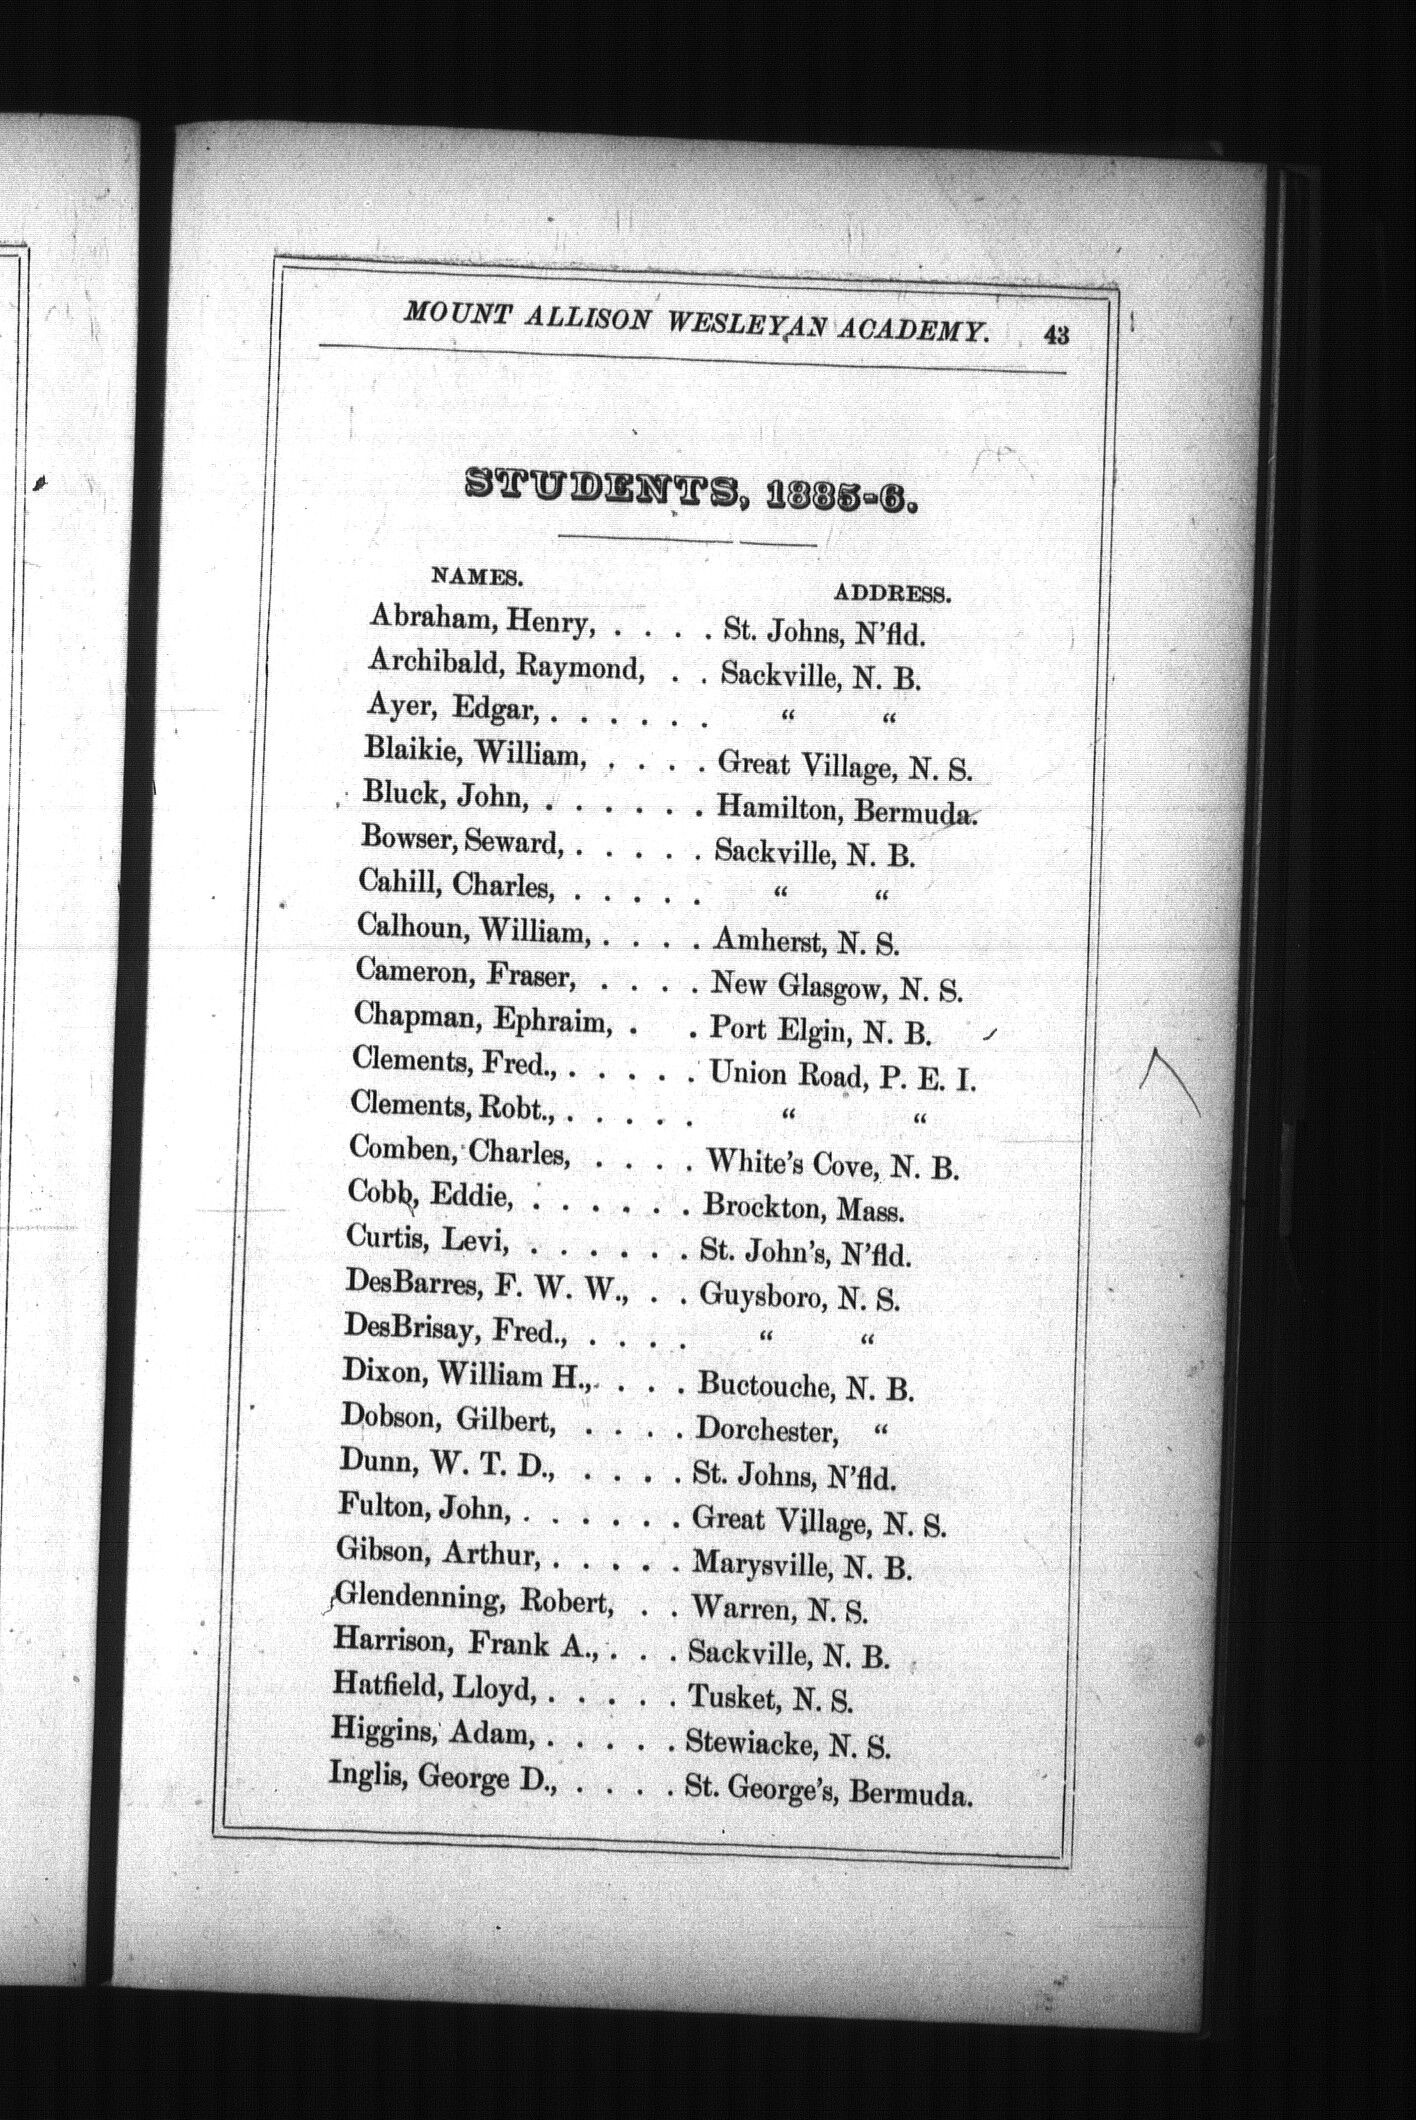 MOUNT ALLISON WESLEYAN ACADEMY. 43
STUDENTS, 1885-6.
NAMES. ADDRESS.
Abraham, Henry, . . . . St. Johns, N'fld.
Archibald, Raymond, . . Sackville, N. B.
Ayer, Edgar, . . . . . . " "
Blaikie, William, . . . . Great Village, N. S.
Bluck, John, . . . . . . Hamilton, Bermuda.
Bowser, Seward, . . . . . Sackville, N. B.
Cahill, Charles, . . . . . " "
Calhoun, William, . . . . Amherst, N. S.
Cameron, Fraser, . . . . New Glasgow, N. S.
Chapman, Ephraim, . . Port Elgin, N. B.
Clements, Fred., . . . . . Union Road, P. E. I.
Clements, Robt., . . . . . " "
Comben, Charles, . . . . White's Cove, N. B.
Cobb, Eddie, . . . . . . Brockton, Mass.
Curtis, Levi, . . . . . . St. John's, N'fld.
DesBarres, F. W. W., . . Guysboro, N. S.
DesBrisay, Fred., . . . . " "
Dixon, William H., . . . Buctouche, N. B.
Dobson, Gilbert, . . . . Dorchester, "
Dunn, W. T. D., . . . . St. Johns, N'fld.
Fulton, John, . . . . . . Great Village, N. S.
Gibson, Arthur, . . . . . Marysville, N. B.
Glendenning, Robert, . . Warren, N. S.
Harrison, Frank A., . . . Sackville, N. B.
Hatfield, Lloyd, . . . . . Tusket, N. S.
Higgins, Adam, . . . . . Stewiacke, N. S.
Inglis, George D., . . . . St. George's, Bermuda.